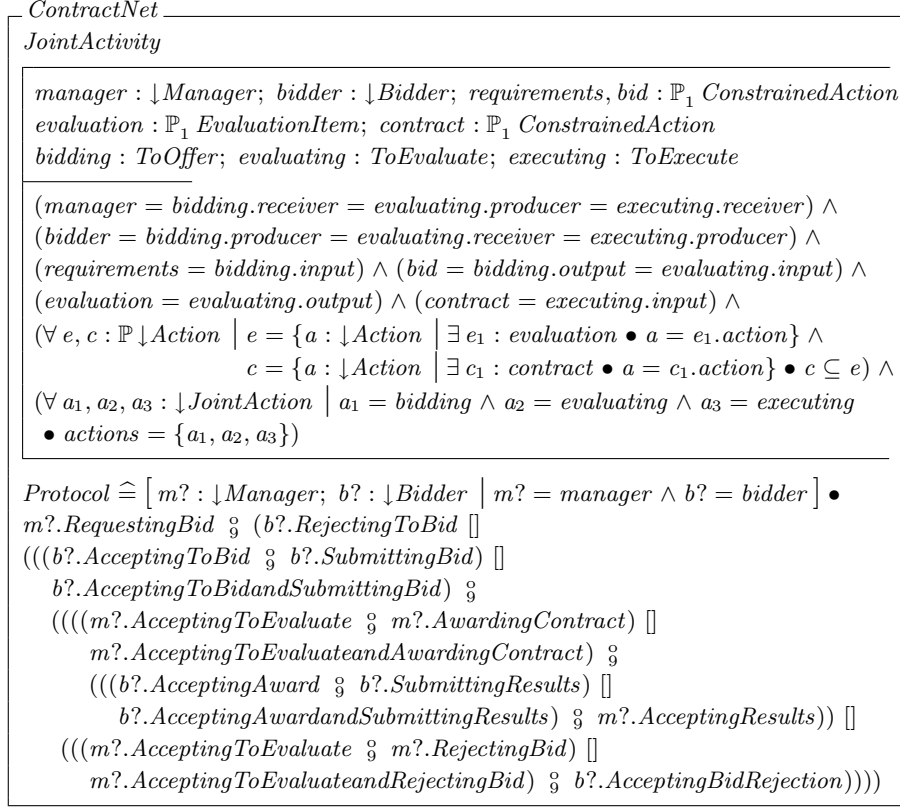 ContractNet
JointActivity
manager : ↓Manager; bidder : ↓Bidder; requirements, bid : ℙ₁ ConstrainedAction
evaluation : ℙ₁ EvaluationItem; contract : ℙ₁ ConstrainedAction
bidding : ToOffer; evaluating : ToEvaluate; executing : ToExecute
(manager = bidding.receiver = evaluating.producer = executing.receiver) ∧
(bidder = bidding.producer = evaluating.receiver = executing.producer) ∧
(requirements = bidding.input) ∧ (bid = bidding.output = evaluating.input) ∧
(evaluation = evaluating.output) ∧ (contract = executing.input) ∧
(∀ e, c : ℙ ↓Action | e = {a : ↓Action | ∃ e₁ : evaluation • a = e₁.action} ∧
c = {a : ↓Action | ∃ c₁ : contract • a = c₁.action} • c ⊆ e) ∧
(∀ a₁, a₂, a₃ : ↓JointAction | a₁ = bidding ∧ a₂ = evaluating ∧ a₃ = executing
• actions = {a₁, a₂, a₃})
Protocol ≙ [ m? : ↓Manager; b? : ↓Bidder | m? = manager ∧ b? = bidder ] •
m?.RequestingBid ⨟ (b?.RejectingToBid []
(((b?.AcceptingToBid ⨟ b?.SubmittingBid) []
b?.AcceptingToBidandSubmittingBid) ⨟
((((m?.AcceptingToEvaluate ⨟ m?.AwardingContract) []
m?.AcceptingToEvaluateandAwardingContract) ⨟
(((b?.AcceptingAward ⨟ b?.SubmittingResults) []
b?.AcceptingAwardandSubmittingResults) ⨟ m?.AcceptingResults)) []
(((m?.AcceptingToEvaluate ⨟ m?.RejectingBid) []
m?.AcceptingToEvaluateandRejectingBid) ⨟ b?.AcceptingBidRejection))))